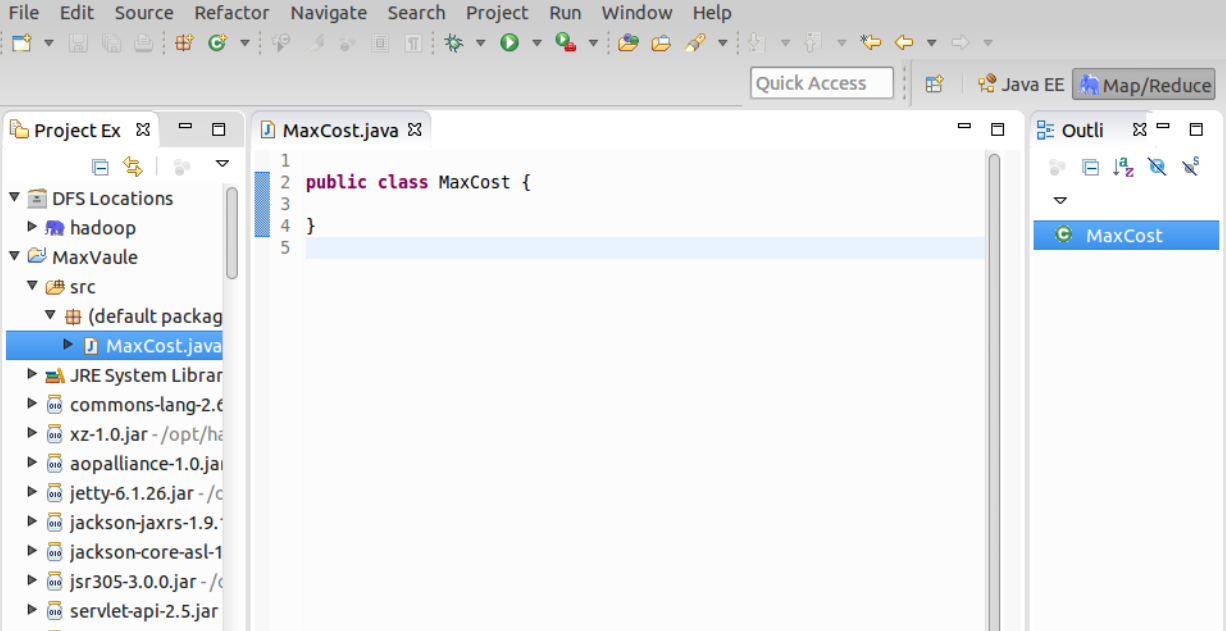 File Edit Source Refactor Navigate Search Project Run Window Help
Quick Access
Java EE
Map/Reduce
Project Ex
DFS Locations
hadoop
MaxVaule
src
(default packag
MaxCost.java
JRE System Librar
commons-lang-2.6
xz-1.0.jar - /opt/ha
aopalliance-1.0.jar
jetty-6.1.26.jar - /o
jackson-jaxrs-1.9.1
jackson-core-asl-1
jsr305-3.0.0.jar - /o
servlet-api-2.5.jar
MaxCost.java
1
2 public class MaxCost {
3
4 }
5
Outli
MaxCost